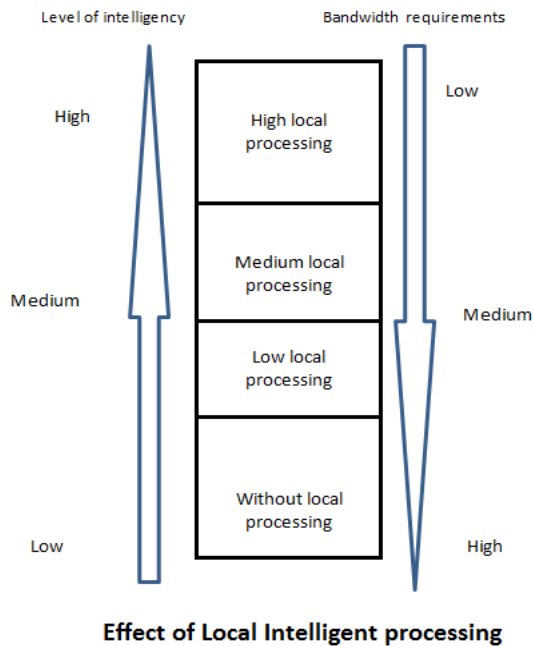 Level of intelligency
Bandwidth requirements
High
Low
High local
processing
Medium local
processing
Medium
Medium
Low local
processing
Without local
processing
Low
High
Effect of Local Intelligent processing